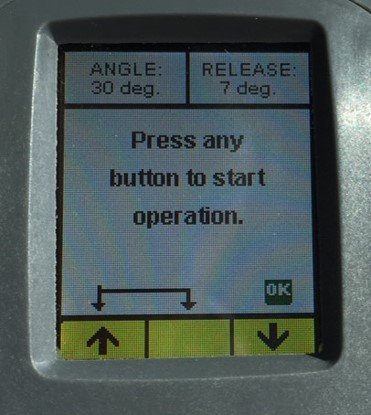 ANGLE:
30 deg.
RELEASE:
7 deg.
Press any
button to start
operation.
OK